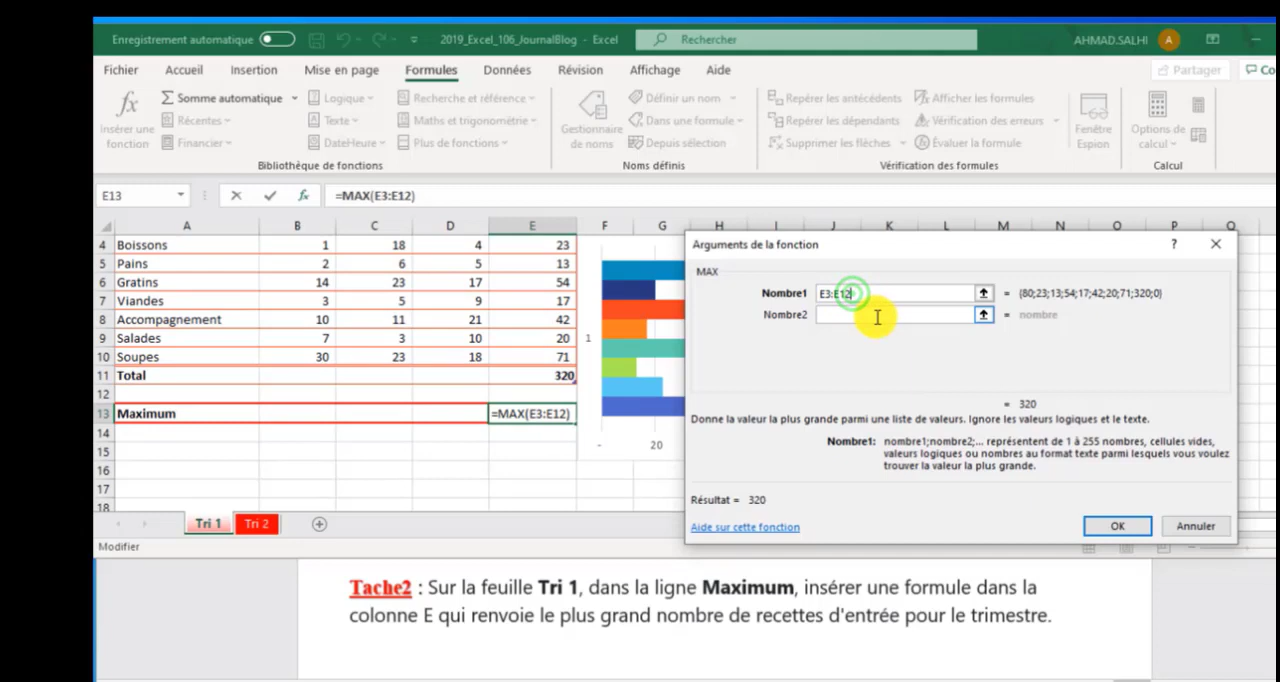 Enregistrement automatique 2019_Excel_106_JournalBlog - Excel Rechercher AHMAD.SALHI A
Fichier Accueil Insertion Mise en page Formules Données Révision Affichage Aide Partager Co
fx Somme automatique Logique Recherche et référence Définir un nom Repérer les antécédents Afficher les formules
Insérer une fonction Récentes Texte Maths et trigonométrie Gestionnaire de noms Dans une formule Repérer les dépendants Vérification des erreurs Fenêtre Espion Options de calcul
Financier DateHeure Plus de fonctions Depuis sélection Supprimer les flèches Évaluer la formule
Bibliothèque de fonctions Noms définis Vérification des formules Calcul
E13 fx =MAX(E3:E12)
A B C D E F G H I J K L M N O P Q
4 Boissons 1 18 4 23
5 Pains 2 6 5 13
6 Gratins 14 23 17 54
7 Viandes 3 5 9 17
8 Accompagnement 10 11 21 42
9 Salades 7 3 10 20
10 Soupes 30 23 18 71
11 Total 320
12
13 Maximum =MAX(E3:E12)
14
15
16
17
18
1
- 20
Arguments de la fonction ?
MAX
Nombre1 E3:E12 = {80;23;13;54;17;42;20;71;320;0}
Nombre2 = nombre
= 320
Donne la valeur la plus grande parmi une liste de valeurs. Ignore les valeurs logiques et le texte.
Nombre1: nombre1;nombre2;... représentent de 1 à 255 nombres, cellules vides,
valeurs logiques ou nombres au format texte parmi lesquels vous voulez
trouver la valeur la plus grande.
Résultat = 320
Aide sur cette fonction OK Annuler
Tri 1 Tri 2
Modifier
Tache2 : Sur la feuille Tri 1, dans la ligne Maximum, insérer une formule dans la
colonne E qui renvoie le plus grand nombre de recettes d'entrée pour le trimestre.